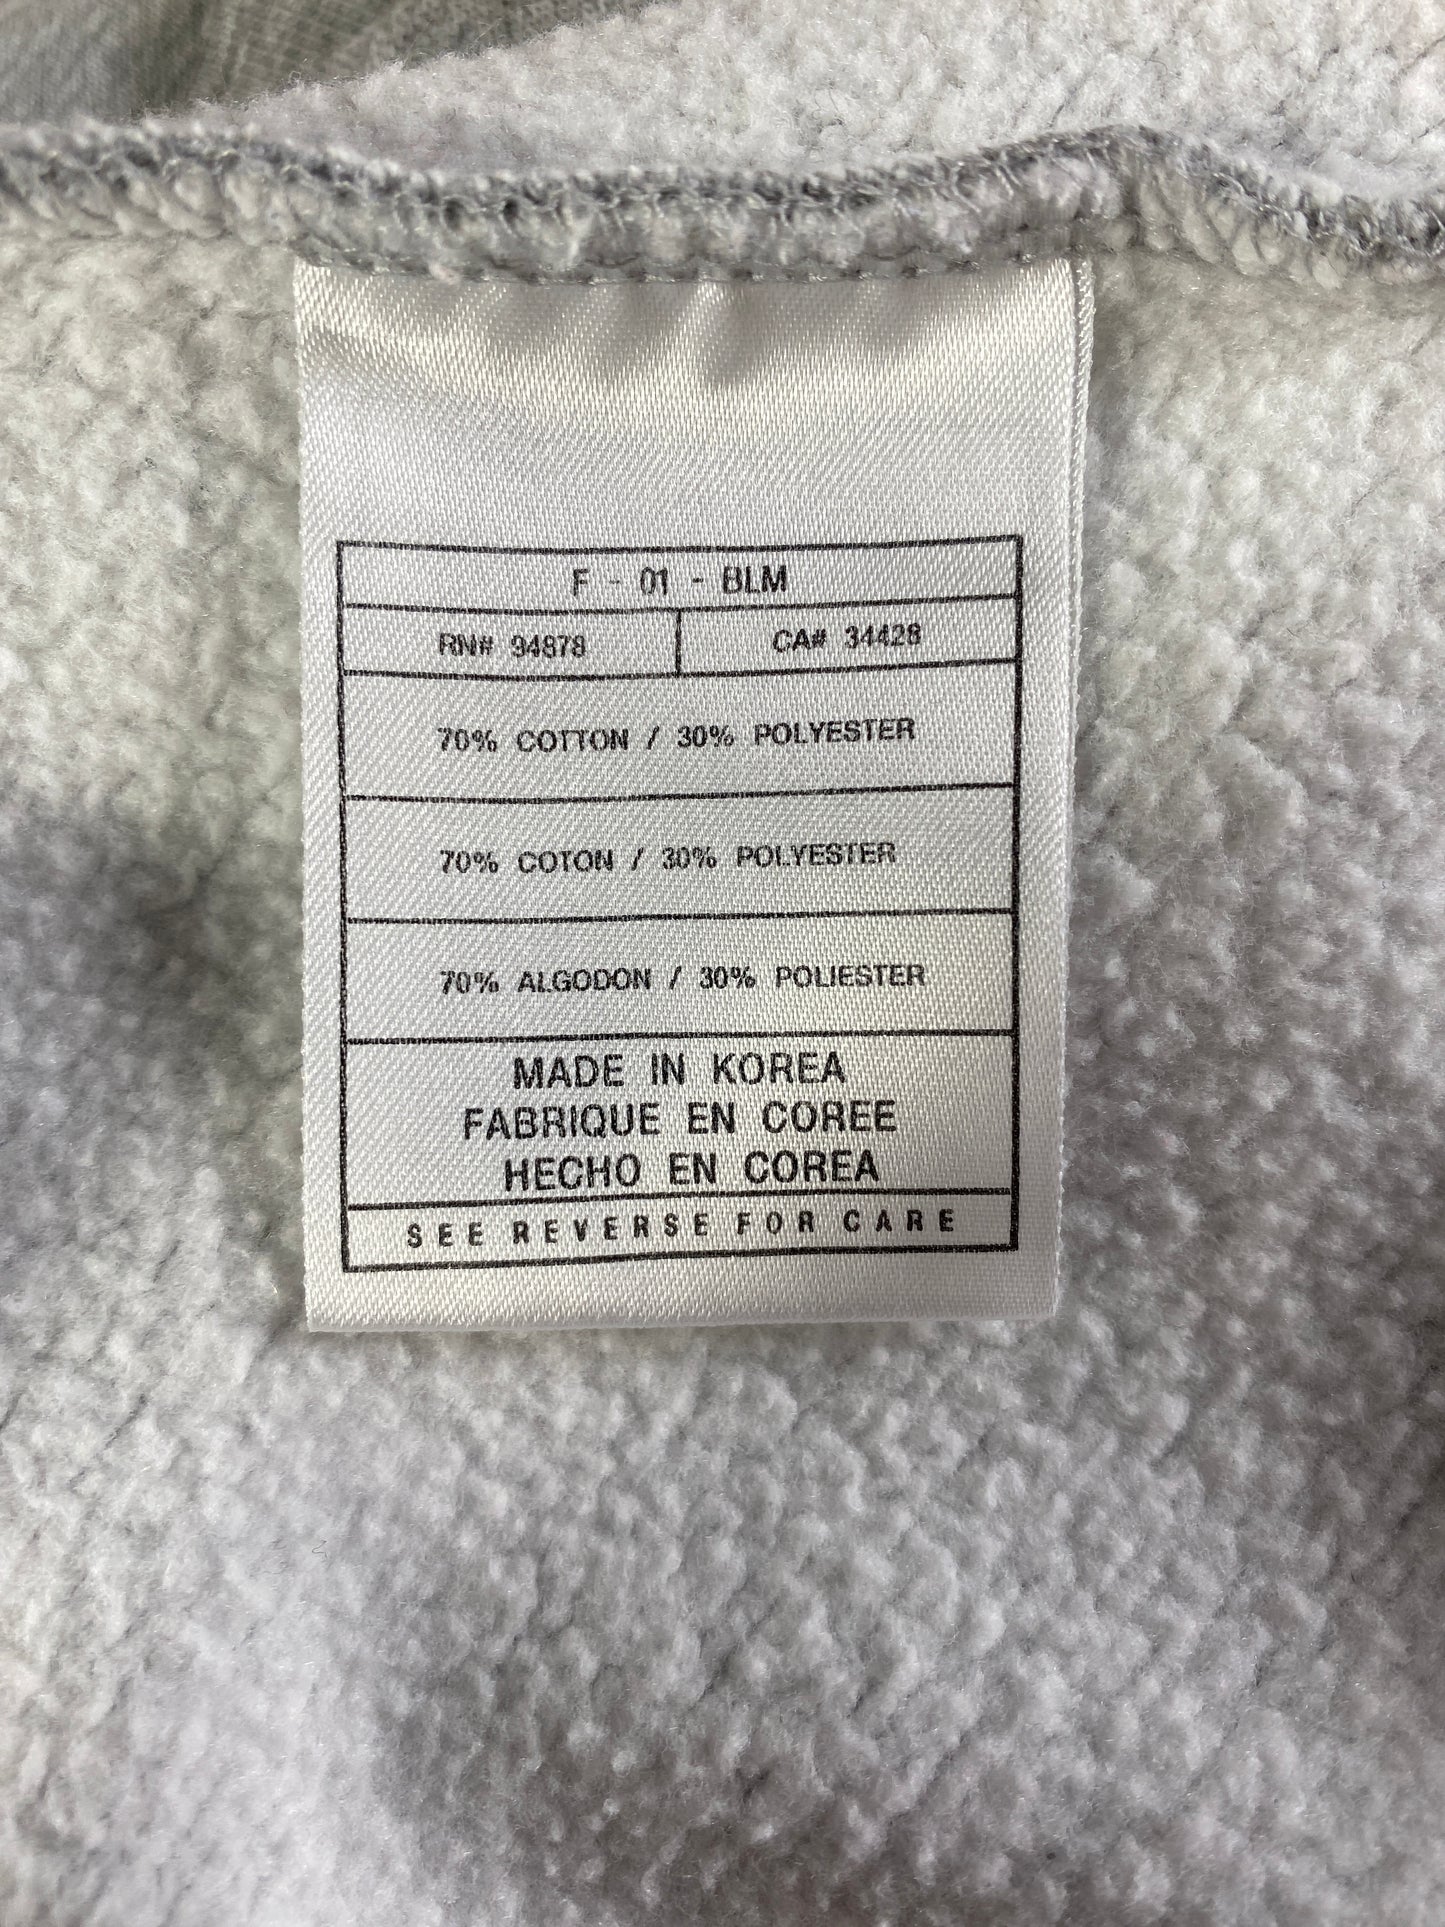 F - 01 - BLM
RN# 94878 CA# 34428
70% COTTON / 30% POLYESTER
70% COTON / 30% POLYESTER
70% ALGODON / 30% POLIESTER
MADE IN KOREA
FABRIQUE EN COREE
HECHO EN COREA
SEE REVERSE FOR CARE